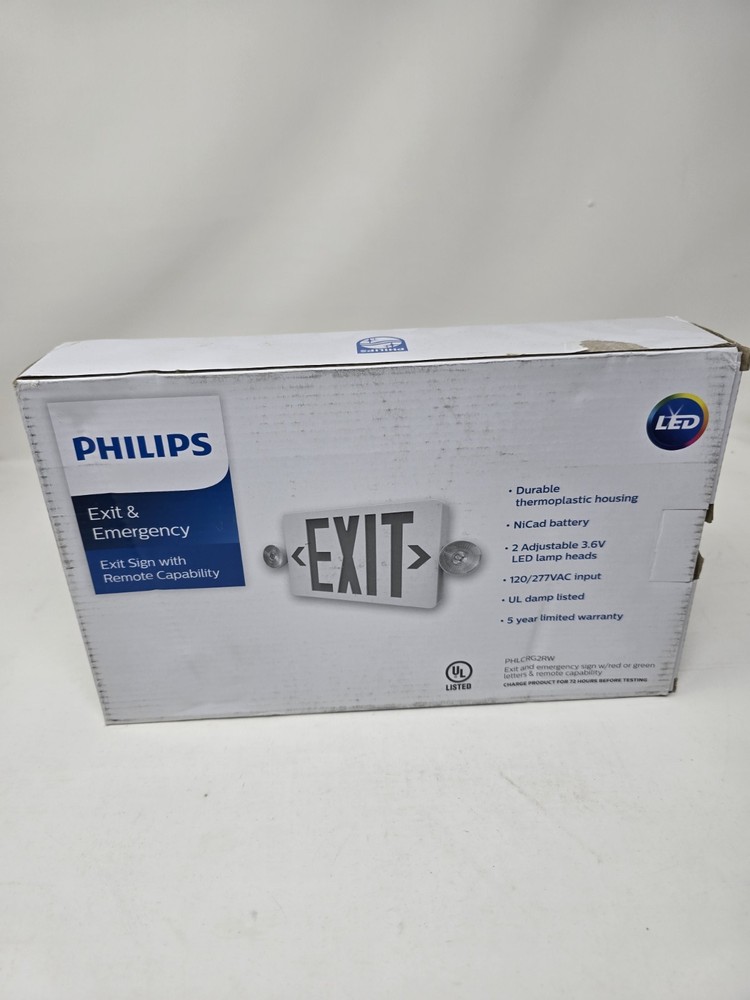 PHILIPS
PHILIPS
Exit &
Emergency
Exit Sign with
Remote Capability
<EXIT>
LED
• Durable
thermoplastic housing
• NiCad battery
• 2 Adjustable 3.6V
LED lamp heads
• 120/277VAC input
• UL damp listed
• 5 year limited warranty
UL
LISTED
PHLCRG2RW
Exit and emergency sign w/red or green
letters & remote capability
CHARGE PRODUCT FOR 72 HOURS BEFORE TESTING